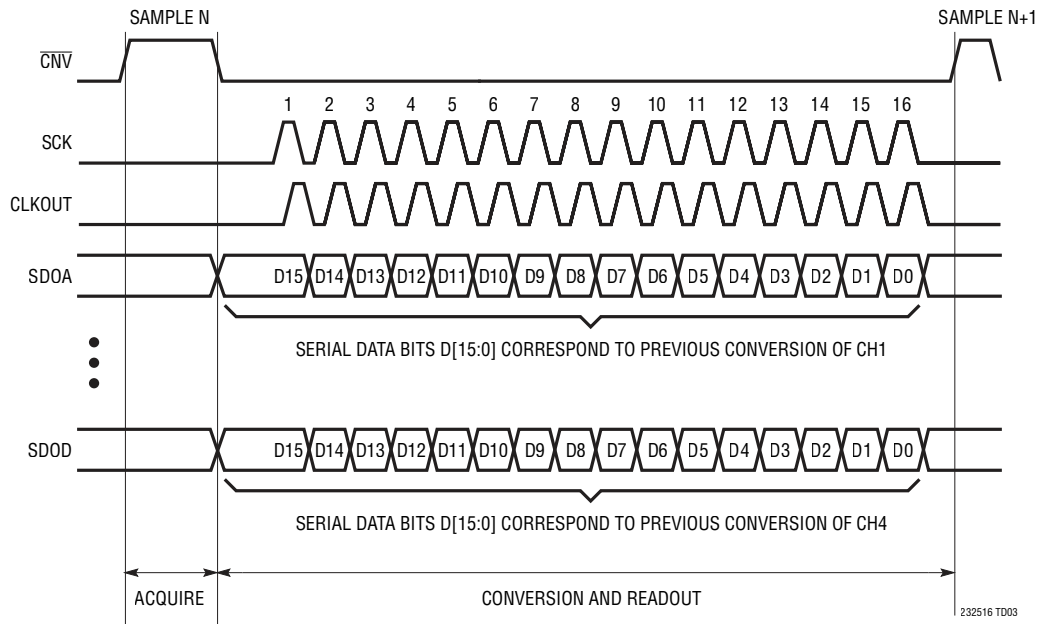 SAMPLE N
SAMPLE N+1
CNV
1 2 3 4 5 6 7 8 9 10 11 12 13 14 15 16
SCK
CLKOUT
SDOA
D15 D14 D13 D12 D11 D10 D9 D8 D7 D6 D5 D4 D3 D2 D1 D0
SERIAL DATA BITS D[15:0] CORRESPOND TO PREVIOUS CONVERSION OF CH1
SDOD
D15 D14 D13 D12 D11 D10 D9 D8 D7 D6 D5 D4 D3 D2 D1 D0
SERIAL DATA BITS D[15:0] CORRESPOND TO PREVIOUS CONVERSION OF CH4
ACQUIRE
CONVERSION AND READOUT
232516 TD03